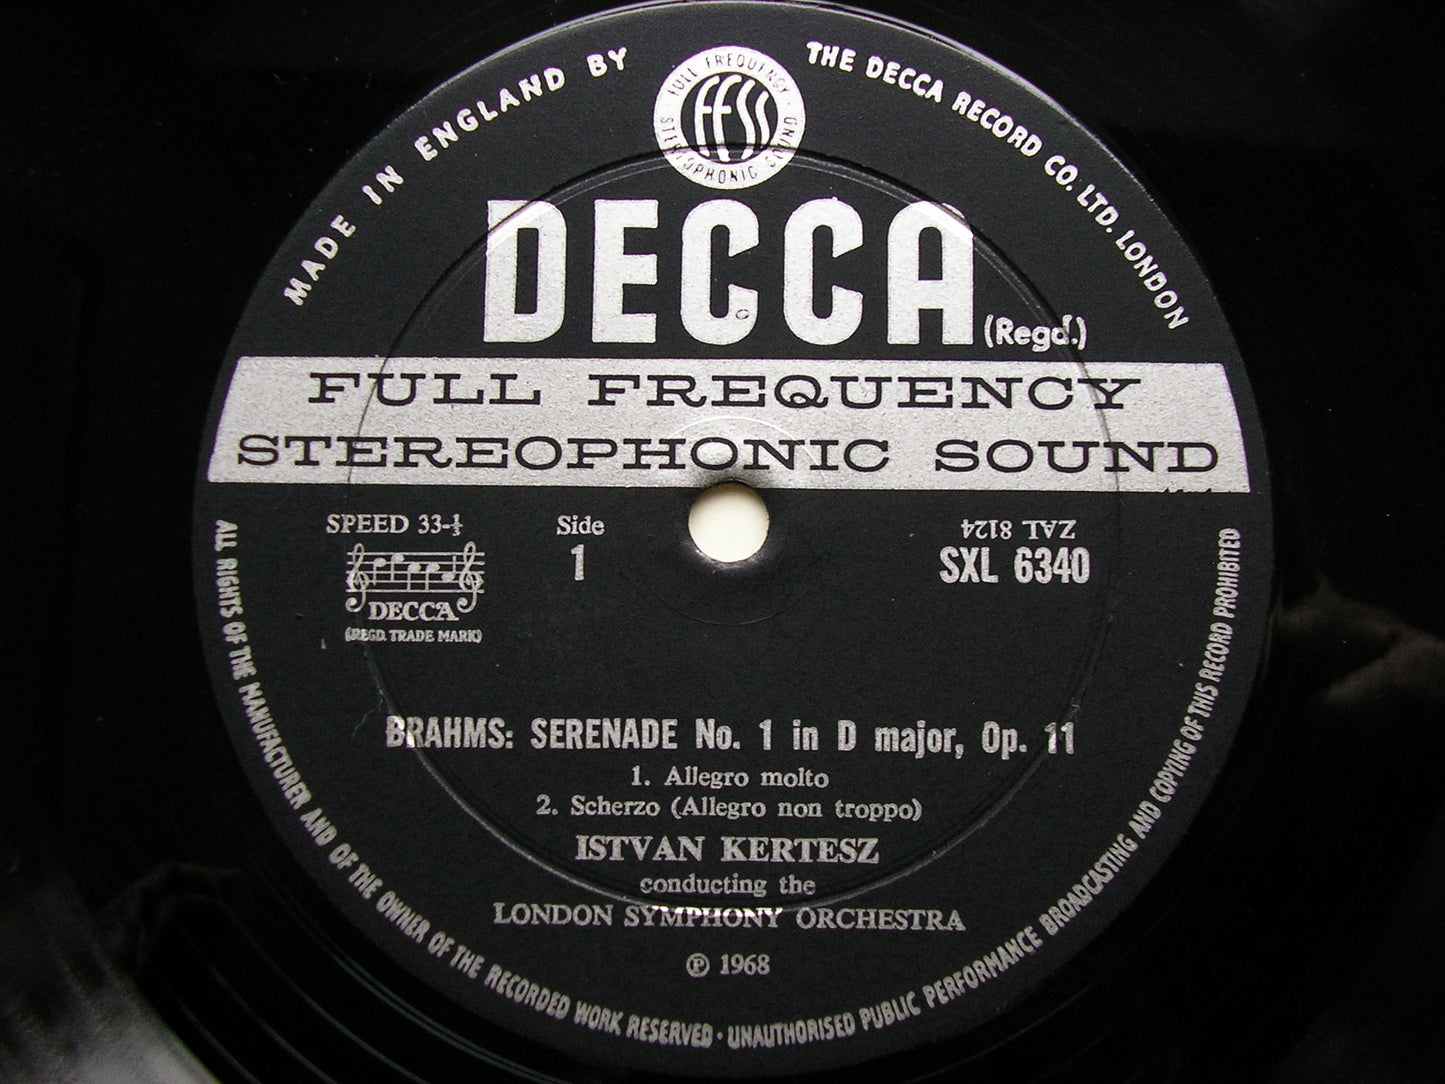 MADE IN ENGLAND BY
THE DECCA RECORD CO. LTD. LONDON
FULL FREQUENCY
STEREOPHONIC SOUND
FFSS
DECCA
(Regd.)
FULL FREQUENCY
STEREOPHONIC SOUND
SPEED 33-⅓
Side
1
ZAL 8124
SXL 6340
DECCA
(REGD. TRADE MARK)
BRAHMS: SERENADE No. 1 in D major, Op. 11
1. Allegro molto
2. Scherzo (Allegro non troppo)
ISTVAN KERTESZ
conducting the
LONDON SYMPHONY ORCHESTRA
℗ 1968
ALL RIGHTS OF THE MANUFACTURER AND OF THE OWNER OF THE RECORDED WORK RESERVED · UNAUTHORISED PUBLIC PERFORMANCE BROADCASTING AND COPYING OF THIS RECORD PROHIBITED